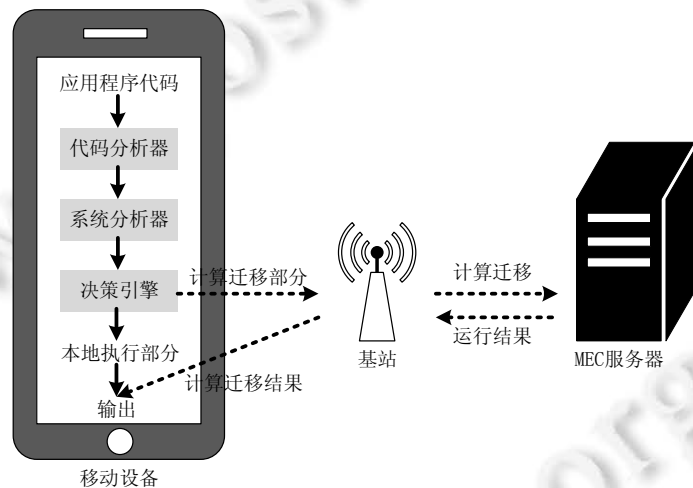 应用程序代码
代码分析器
系统分析器
决策引擎
本地执行部分
输出
移动设备
计算迁移部分
计算迁移结果
基站
计算迁移
运行结果
MEC服务器